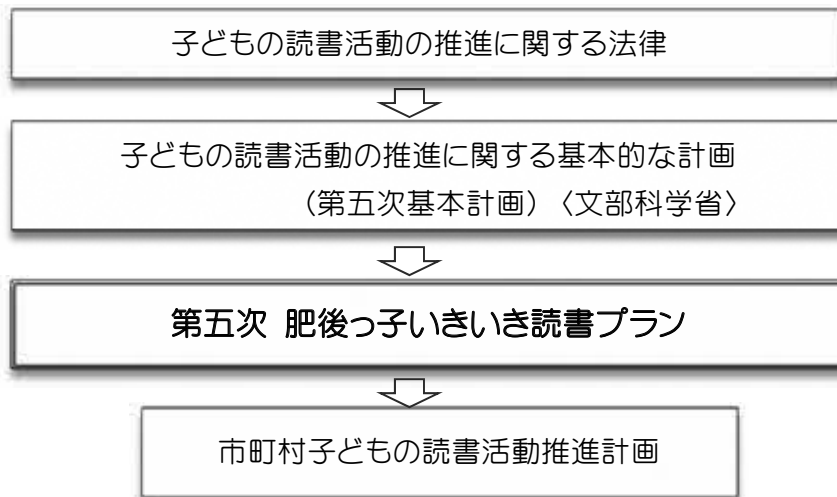 子どもの読書活動の推進に関する法律
子どもの読書活動の推進に関する基本的な計画
（第五次基本計画）〈文部科学省〉
第五次 肥後っ子いきいき読書プラン
市町村子どもの読書活動推進計画